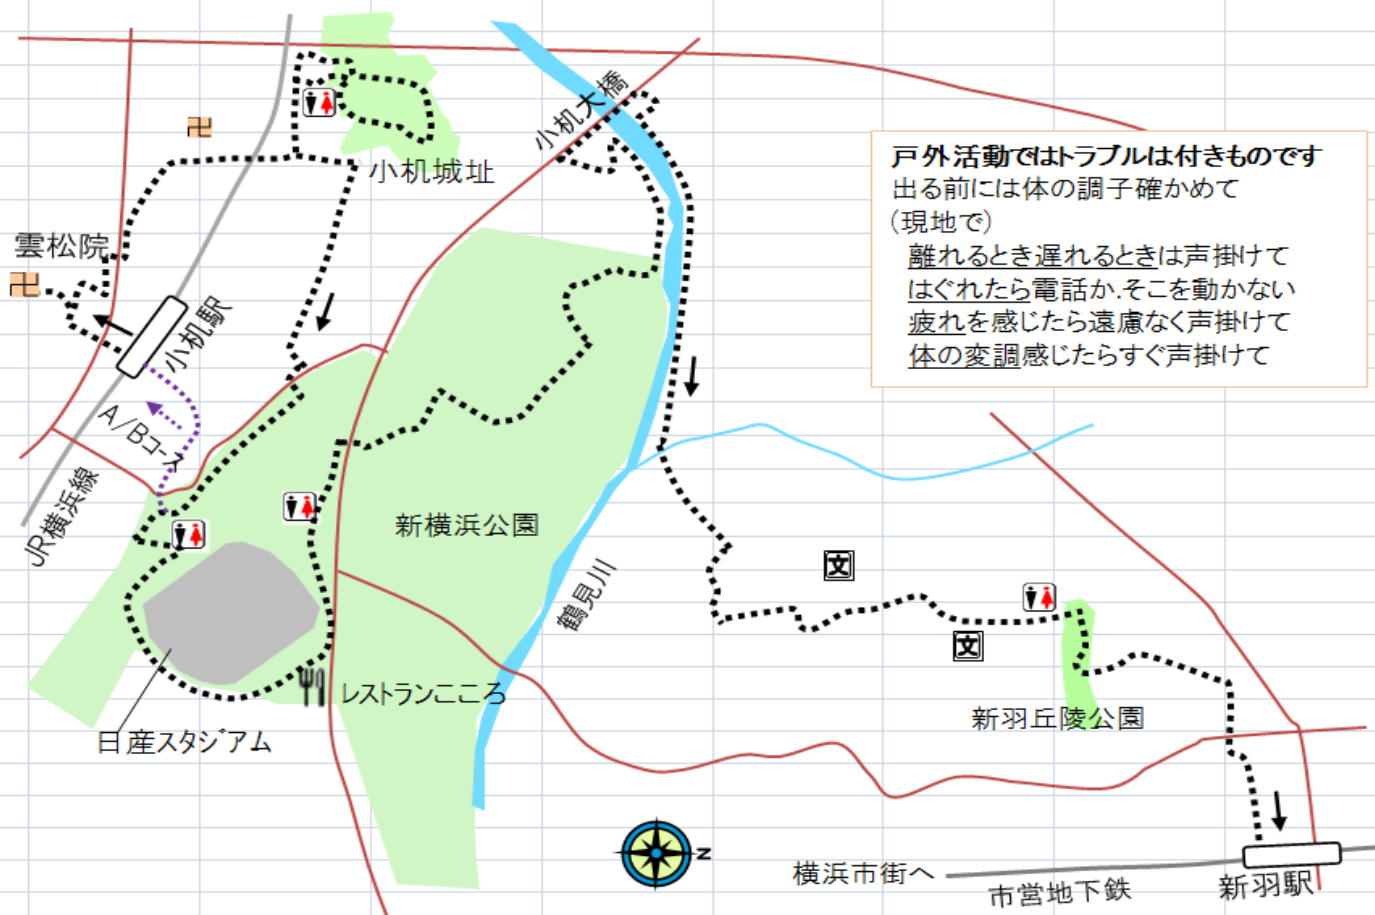 小机大橋
小机城址
戸外活動ではトラブルは付きものです
出る前には体の調子確かめて
（現地で）
離れるとき遅れるときは声掛けて
はぐれたら電話か.そこを動かない
疲れを感じたら遠慮なく声掛けて
体の変調感じたらすぐ声掛けて
雲松院
小机駅
A/Bコース
JR横浜線
新横浜公園
文
鶴見川
文
レストランこころ
新羽丘陵公園
日産スタジアム
N
横浜市街へ
市営地下鉄
新羽駅